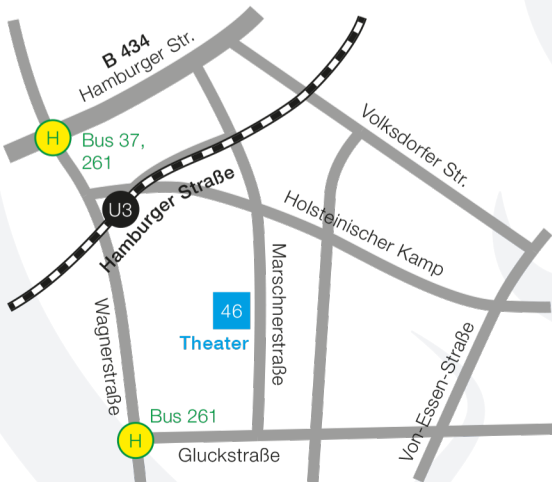 B 434
Hamburger Str.
H
Bus 37,
261
Volksdorfer Str.
U3
Hamburger Straße
Holsteinischer Kamp
Marschnerstraße
46
Theater
Wagnerstraße
Von-Essen-Straße
Bus 261
H
Gluckstraße